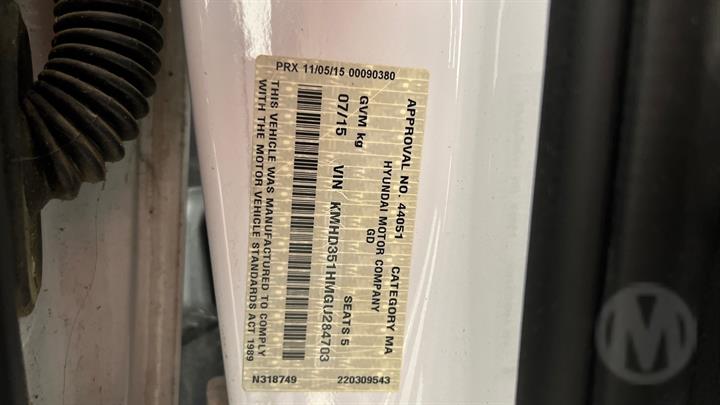 PRX 11/05/15 00090380
APPROVAL NO. 44051 CATEGORY MA
HYUNDAI MOTOR COMPANY
GD
GVM kg SEATS 5
07/15 VIN KMHD351HMGU284703
THIS VEHICLE WAS MANUFACTURED TO COMPLY
WITH THE MOTOR VEHICLE STANDARDS ACT 1989
N318749 220309543
M